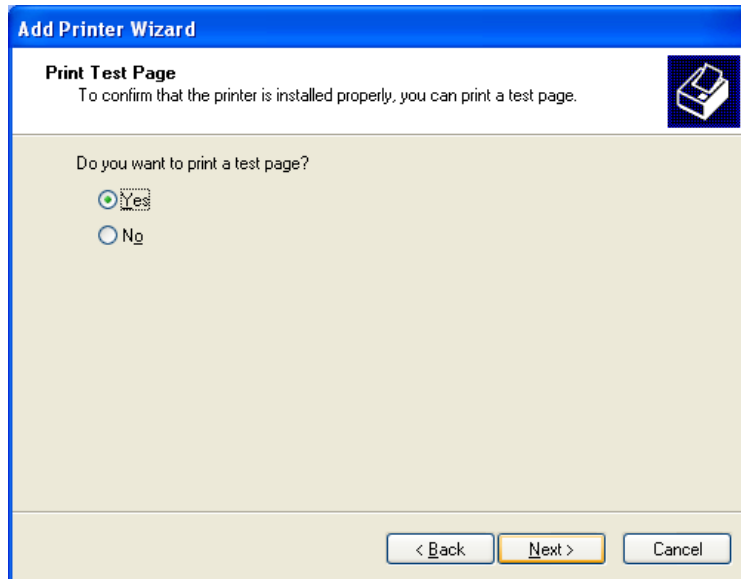 Add Printer Wizard
Print Test Page
To confirm that the printer is installed properly, you can print a test page.
Do you want to print a test page?
Yes
No
< Back
Next >
Cancel